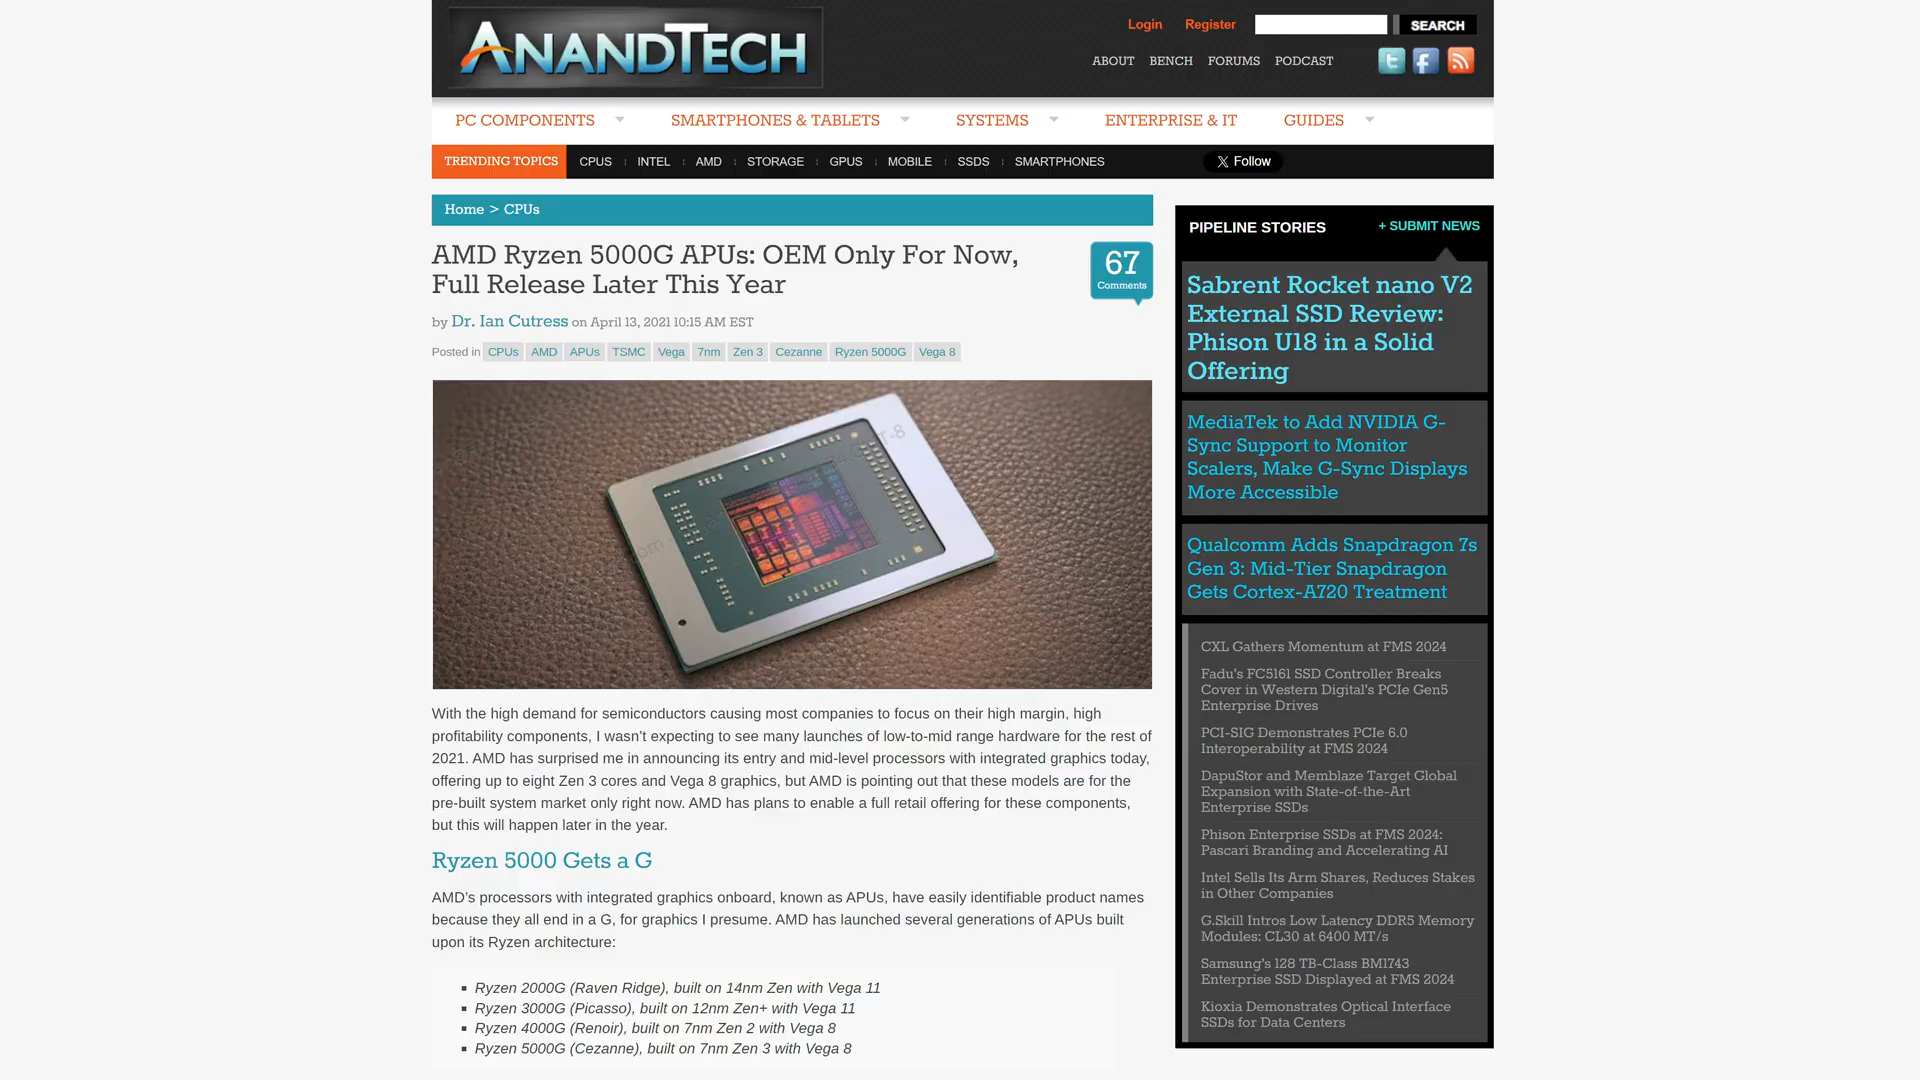 ANANDTECH
Login
Register
SEARCH
ABOUT
BENCH
FORUMS
PODCAST
PC COMPONENTS
SMARTPHONES & TABLETS
SYSTEMS
ENTERPRISE & IT
GUIDES
TRENDING TOPICS
CPUS
INTEL
AMD
STORAGE
GPUS
MOBILE
SSDS
SMARTPHONES
Follow
Home > CPUs
AMD Ryzen 5000G APUs: OEM Only For Now,
Full Release Later This Year
67
Comments
by Dr. Ian Cutress on April 13, 2021 10:15 AM EST
Posted in CPUs AMD APUs TSMC Vega 7nm Zen 3 Cezanne Ryzen 5000G Vega 8
With the high demand for semiconductors causing most companies to focus on their high margin, high
profitability components, I wasn’t expecting to see many launches of low-to-mid range hardware for the rest of
2021. AMD has surprised me in announcing its entry and mid-level processors with integrated graphics today,
offering up to eight Zen 3 cores and Vega 8 graphics, but AMD is pointing out that these models are for the
pre-built system market only right now. AMD has plans to enable a full retail offering for these components,
but this will happen later in the year.
Ryzen 5000 Gets a G
AMD’s processors with integrated graphics onboard, known as APUs, have easily identifiable product names
because they all end in a G, for graphics I presume. AMD has launched several generations of APUs built
upon its Ryzen architecture:
Ryzen 2000G (Raven Ridge), built on 14nm Zen with Vega 11
Ryzen 3000G (Picasso), built on 12nm Zen+ with Vega 11
Ryzen 4000G (Renoir), built on 7nm Zen 2 with Vega 8
Ryzen 5000G (Cezanne), built on 7nm Zen 3 with Vega 8
PIPELINE STORIES
+ SUBMIT NEWS
Sabrent Rocket nano V2
External SSD Review:
Phison U18 in a Solid
Offering
MediaTek to Add NVIDIA G-
Sync Support to Monitor
Scalers, Make G-Sync Displays
More Accessible
Qualcomm Adds Snapdragon 7s
Gen 3: Mid-Tier Snapdragon
Gets Cortex-A720 Treatment
CXL Gathers Momentum at FMS 2024
Fadu's FC5161 SSD Controller Breaks
Cover in Western Digital's PCIe Gen5
Enterprise Drives
PCI-SIG Demonstrates PCIe 6.0
Interoperability at FMS 2024
DapuStor and Memblaze Target Global
Expansion with State-of-the-Art
Enterprise SSDs
Phison Enterprise SSDs at FMS 2024:
Pascari Branding and Accelerating AI
Intel Sells Its Arm Shares, Reduces Stakes
in Other Companies
G.Skill Intros Low Latency DDR5 Memory
Modules: CL30 at 6400 MT/s
Samsung's 128 TB-Class BM1743
Enterprise SSD Displayed at FMS 2024
Kioxia Demonstrates Optical Interface
SSDs for Data Centers